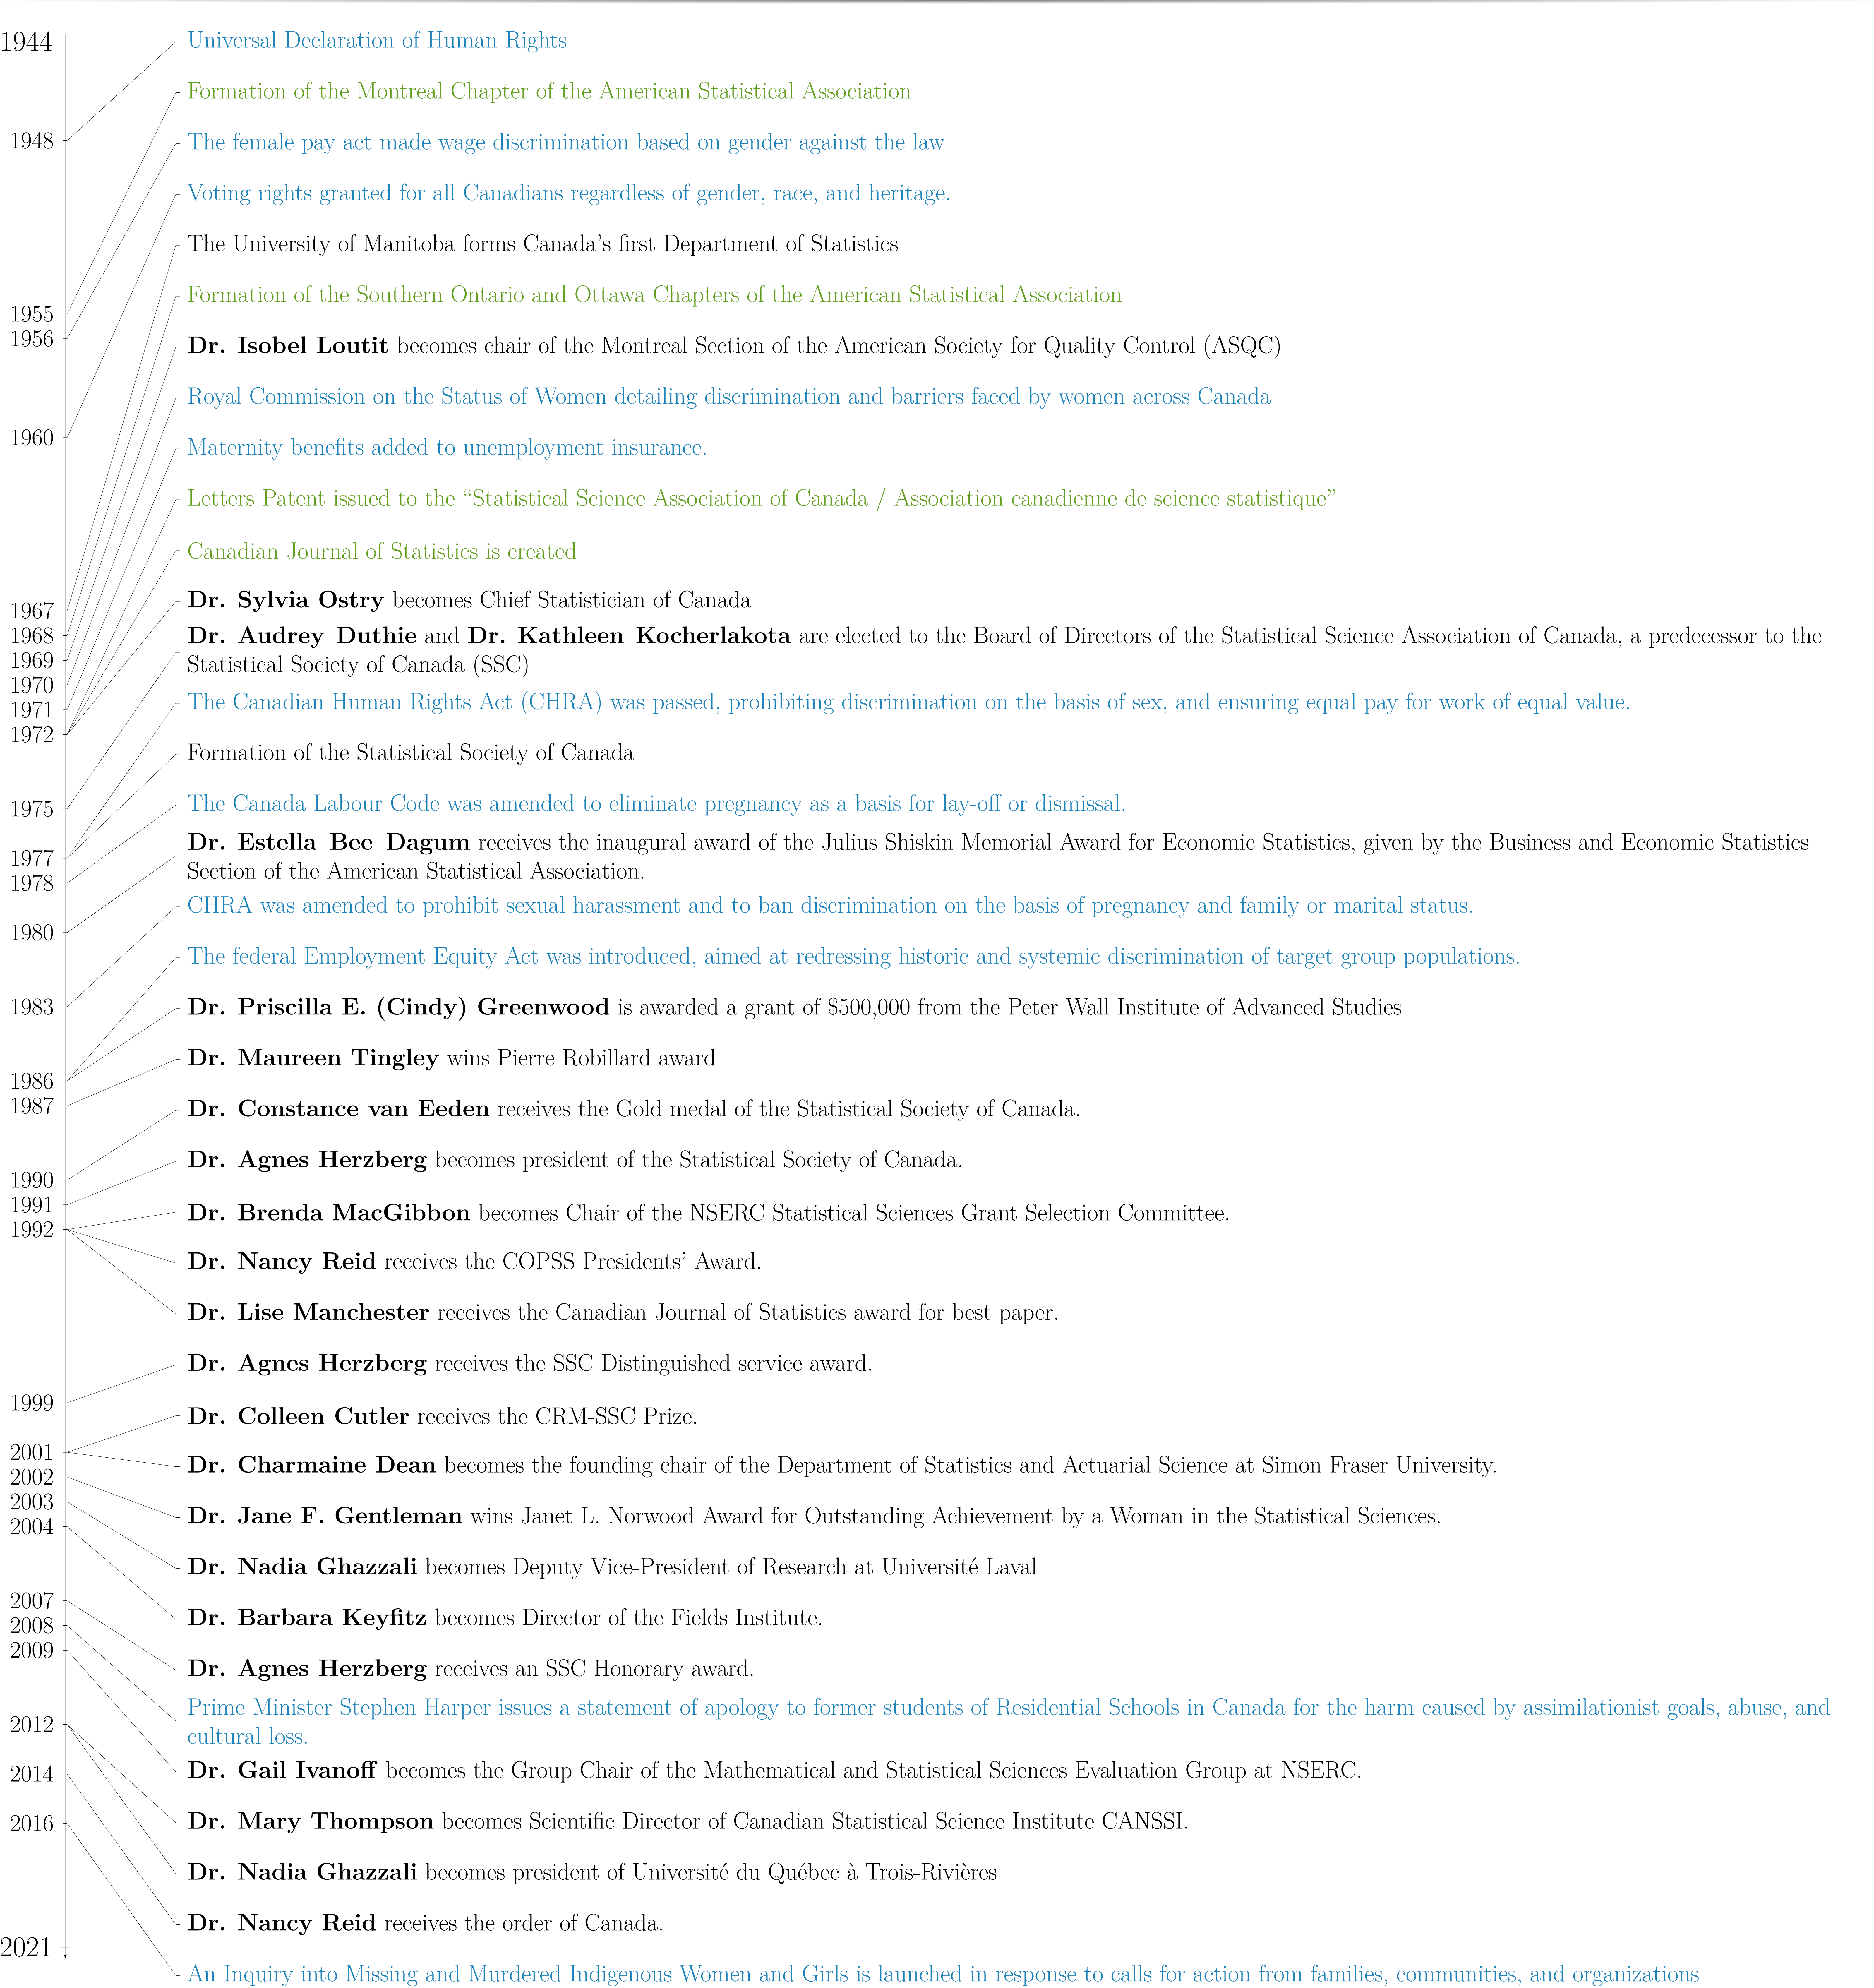 1944
Universal Declaration of Human Rights
Formation of the Montreal Chapter of the American Statistical Association
1948
The female pay act made wage discrimination based on gender against the law
Voting rights granted for all Canadians regardless of gender, race, and heritage.
The University of Manitoba forms Canada's first Department of Statistics
Formation of the Southern Ontario and Ottawa Chapters of the American Statistical Association
1955
1956
Dr. Isobel Loutit becomes chair of the Montreal Section of the American Society for Quality Control (ASQC)
Royal Commission on the Status of Women detailing discrimination and barriers faced by women across Canada
1960
Maternity benefits added to unemployment insurance.
Letters Patent issued to the “Statistical Science Association of Canada / Association canadienne de science statistique”
Canadian Journal of Statistics is created
Dr. Sylvia Ostry becomes Chief Statistician of Canada
1967
1968
Dr. Audrey Duthie and Dr. Kathleen Kocherlakota are elected to the Board of Directors of the Statistical Science Association of Canada, a predecessor to the
1969
Statistical Society of Canada (SSC)
1970
The Canadian Human Rights Act (CHRA) was passed, prohibiting discrimination on the basis of sex, and ensuring equal pay for work of equal value.
1971
1972
Formation of the Statistical Society of Canada
The Canada Labour Code was amended to eliminate pregnancy as a basis for lay-off or dismissal.
1975
Dr. Estella Bee Dagum receives the inaugural award of the Julius Shiskin Memorial Award for Economic Statistics, given by the Business and Economic Statistics
1977
Section of the American Statistical Association.
1978
CHRA was amended to prohibit sexual harassment and to ban discrimination on the basis of pregnancy and family or marital status.
1980
The federal Employment Equity Act was introduced, aimed at redressing historic and systemic discrimination of target group populations.
1983
Dr. Priscilla E. (Cindy) Greenwood is awarded a grant of $500,000 from the Peter Wall Institute of Advanced Studies
Dr. Maureen Tingley wins Pierre Robillard award
1986
1987
Dr. Constance van Eeden receives the Gold medal of the Statistical Society of Canada.
Dr. Agnes Herzberg becomes president of the Statistical Society of Canada.
1990
1991
Dr. Brenda MacGibbon becomes Chair of the NSERC Statistical Sciences Grant Selection Committee.
1992
Dr. Nancy Reid receives the COPSS Presidents' Award.
Dr. Lise Manchester receives the Canadian Journal of Statistics award for best paper.
Dr. Agnes Herzberg receives the SSC Distinguished service award.
1999
Dr. Colleen Cutler receives the CRM-SSC Prize.
2001
Dr. Charmaine Dean becomes the founding chair of the Department of Statistics and Actuarial Science at Simon Fraser University.
2002
2003
Dr. Jane F. Gentleman wins Janet L. Norwood Award for Outstanding Achievement by a Woman in the Statistical Sciences.
2004
Dr. Nadia Ghazzali becomes Deputy Vice-President of Research at Université Laval
2007
Dr. Barbara Keyfitz becomes Director of the Fields Institute.
2008
2009
Dr. Agnes Herzberg receives an SSC Honorary award.
Prime Minister Stephen Harper issues a statement of apology to former students of Residential Schools in Canada for the harm caused by assimilationist goals, abuse, and
2012
cultural loss.
Dr. Gail Ivanoff becomes the Group Chair of the Mathematical and Statistical Sciences Evaluation Group at NSERC.
2014
Dr. Mary Thompson becomes Scientific Director of Canadian Statistical Science Institute CANSSI.
2016
Dr. Nadia Ghazzali becomes president of Université du Québec à Trois-Rivières
Dr. Nancy Reid receives the order of Canada.
2021
An Inquiry into Missing and Murdered Indigenous Women and Girls is launched in response to calls for action from families, communities, and organizations